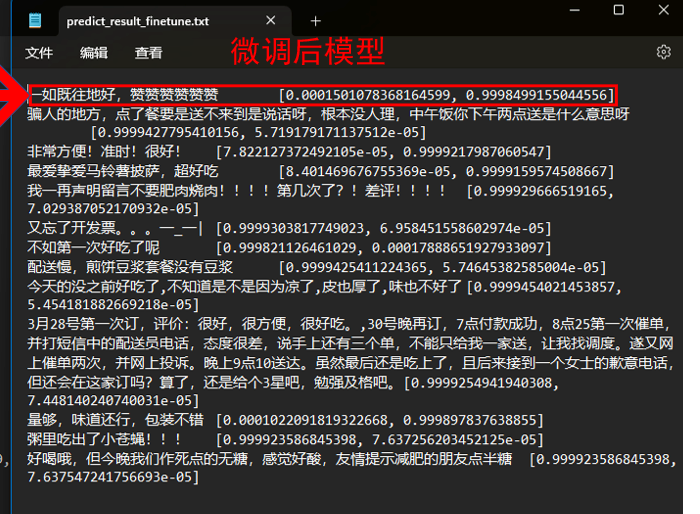 predict_result_finetune.txt
文件 编辑 查看 微调后模型
一如既往地好，赞赞赞赞赞赞 [0.0001501078368164599, 0.9998499155044556]
骗人的地方，点了餐要是送不来到是说话呀，根本没人理，中午饭你下午两点送是什么意思呀
[0.9999427795410156, 5.719179171137512e-05]
非常方便！准时！很好！ [7.822127372492105e-05, 0.9999217987060547]
最爱挚爱马铃薯披萨，超好吃 [8.401469676755369e-05, 0.9999159574508667]
我一再声明留言不要肥肉烧肉！！！！第几次了？！差评！！！！ [0.999929666519165,
7.029387052170932e-05]
又忘了开发票。。。一_一| [0.9999303817749023, 6.958451558602974e-05]
不如第一次好吃了呢 [0.999821126461029, 0.00017888651927933097]
配送慢，煎饼豆浆套餐没有豆浆 [0.9999425411224365, 5.74645382585004e-05]
今天的没之前好吃了,不知道是不是因为凉了,皮也厚了,味也不好了 [0.9999454021453857,
5.454181882669218e-05]
3月28号第一次订，评价：很好，很方便，很好吃。,30号晚再订，7点付款成功，8点25第一次催单，
并打短信中的配送员电话，态度很差，说手上还有三个单，不能只给我一家送，让我找调度。遂又网
上催单两次，并网上投诉。晚上9点10送达。虽然最后还是吃上了，且后来接到一个女士的歉意电话，
但还会在这家订吗？算了，还是给个3星吧，勉强及格吧。 [0.9999254941940308,
7.448140240740031e-05]
量够，味道还行，包装不错 [0.0001022091819322668, 0.999897837638855]
粥里吃出了小苍蝇！！！ [0.999923586845398, 7.637256203452125e-05]
好喝哦，但今晚我们作死点的无糖，感觉好酸，友情提示减肥的朋友点半糖 [0.999923586845398,
7.637547241756693e-05]